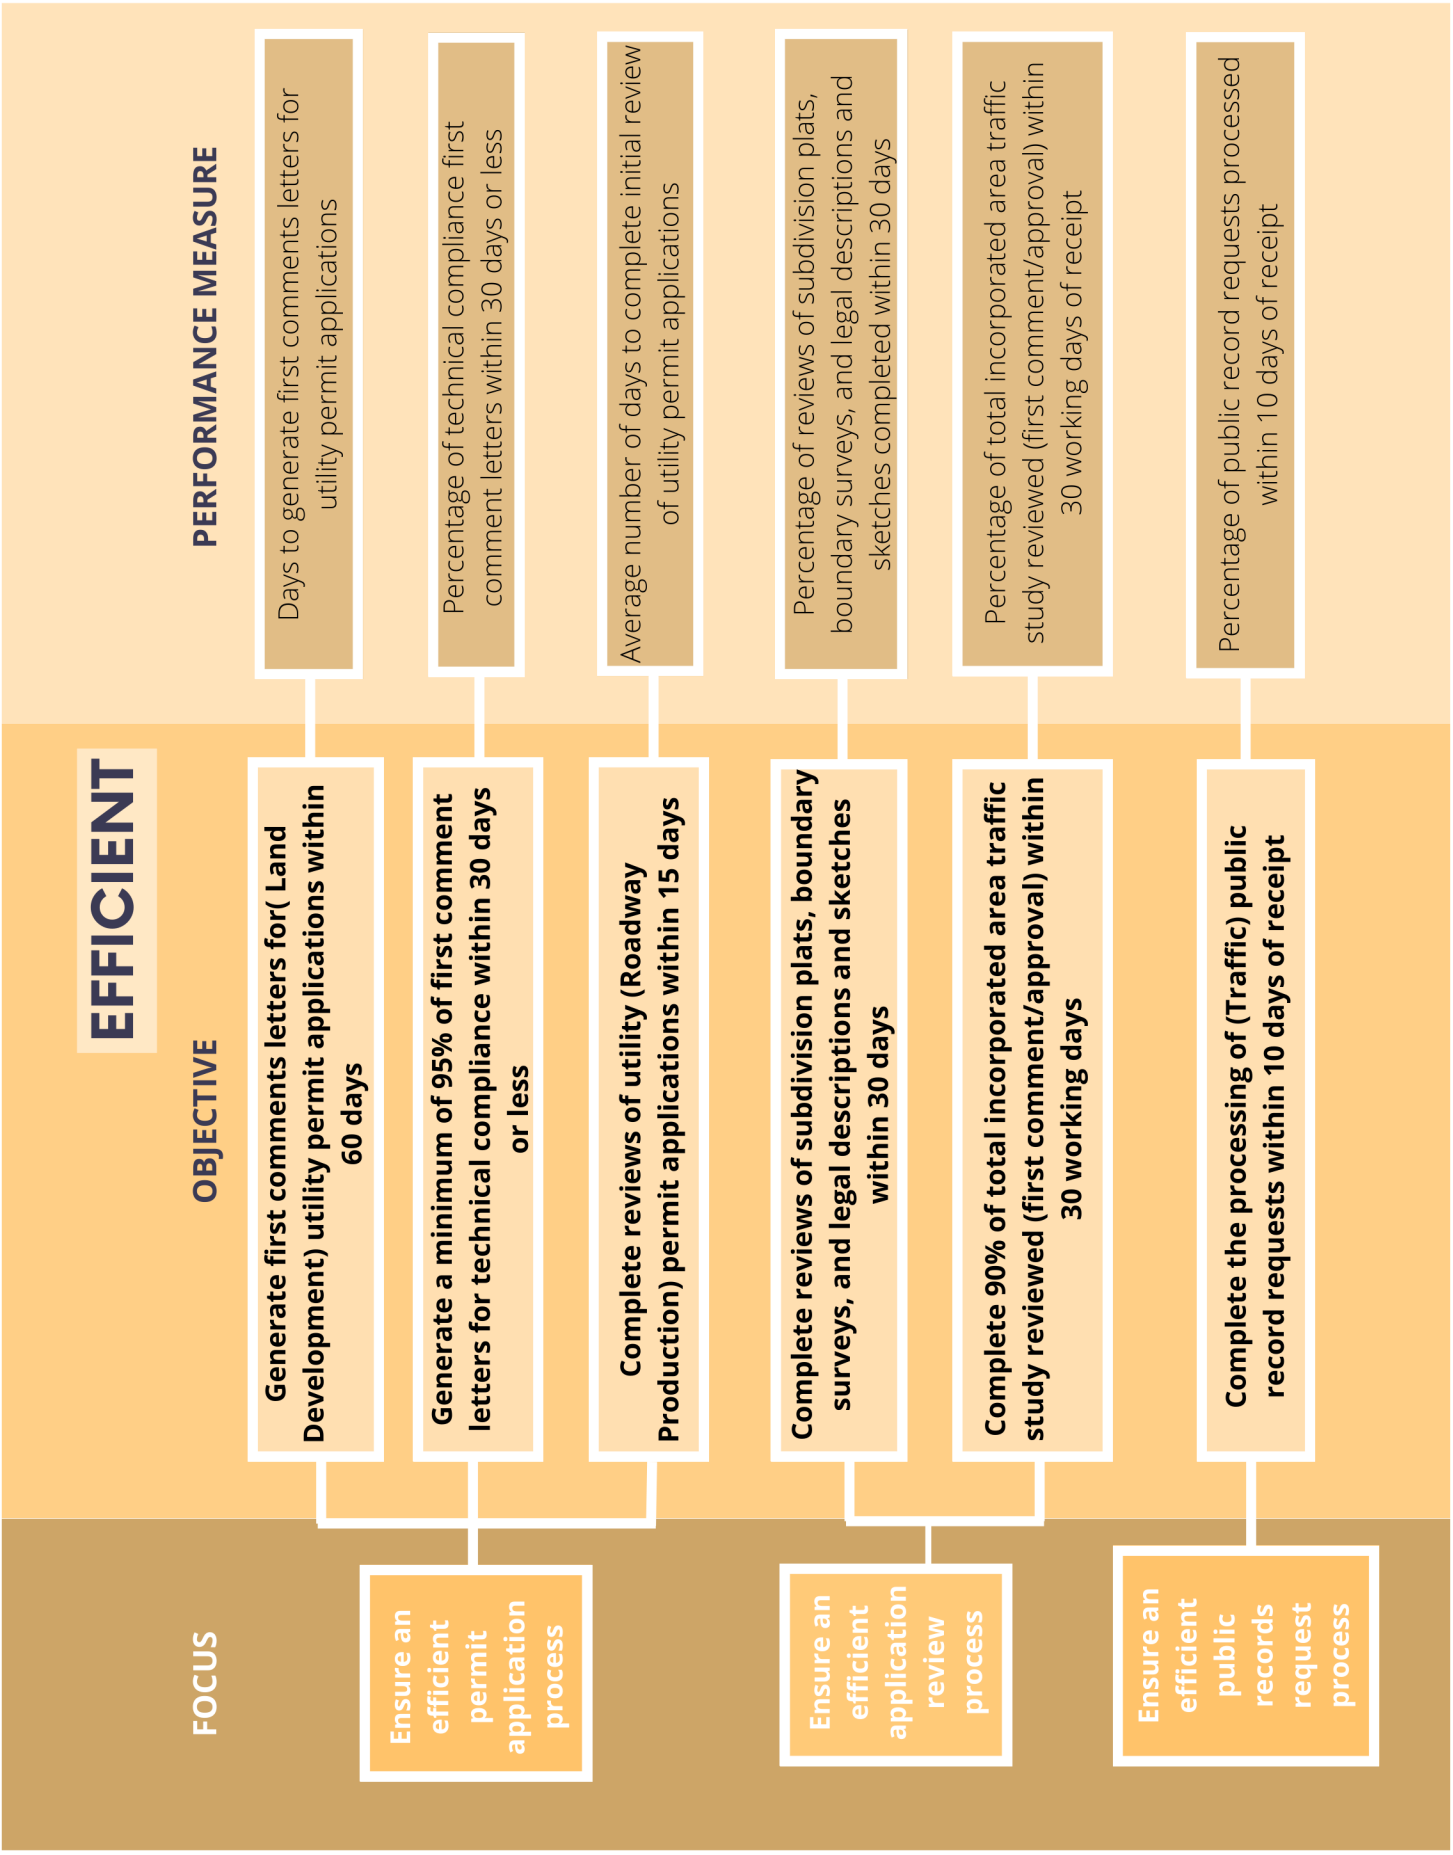 EFFICIENT
FOCUS
OBJECTIVE
PERFORMANCE MEASURE
Ensure an
efficient
permit
application
process
Generate first comments letters for( Land
Development) utility permit applications within
60 days
Days to generate first comments letters for
utility permit applications
Generate a minimum of 95% of first comment
letters for technical compliance within 30 days
or less
Percentage of technical compliance first
comment letters within 30 days or less
Complete reviews of utility (Roadway
Production) permit applications within 15 days
Average number of days to complete initial review
of utility permit applications
Ensure an
efficient
application
review
process
Complete reviews of subdivision plats, boundary
surveys, and legal descriptions and sketches
within 30 days
Percentage of reviews of subdivision plats,
boundary surveys, and legal descriptions and
sketches completed within 30 days
Complete 90% of total incorporated area traffic
study reviewed (first comment/approval) within
30 working days
Percentage of total incorporated area traffic
study reviewed (first comment/approval) within
30 working days of receipt
Ensure an
efficient
public
records
request
process
Complete the processing of (Traffic) public
record requests within 10 days of receipt
Percentage of public record requests processed
within 10 days of receipt